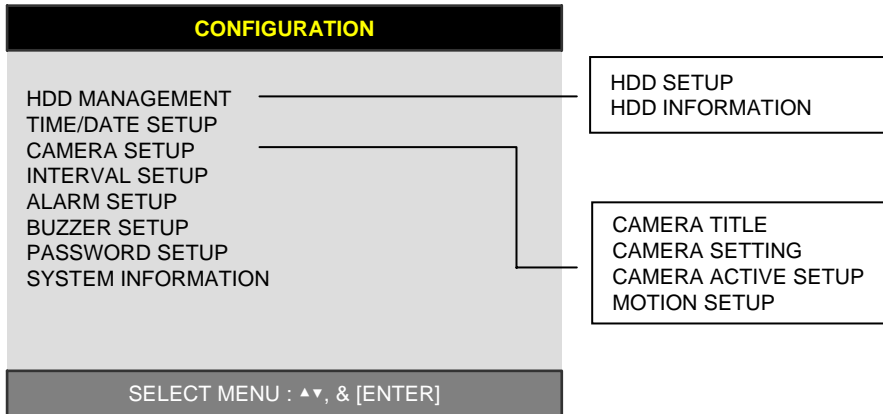 CONFIGURATION
HDD MANAGEMENT
TIME/DATE SETUP
CAMERA SETUP
INTERVAL SETUP
ALARM SETUP
BUZZER SETUP
PASSWORD SETUP
SYSTEM INFORMATION
SELECT MENU : ▲▼, & [ENTER]
HDD SETUP
HDD INFORMATION
CAMERA TITLE
CAMERA SETTING
CAMERA ACTIVE SETUP
MOTION SETUP